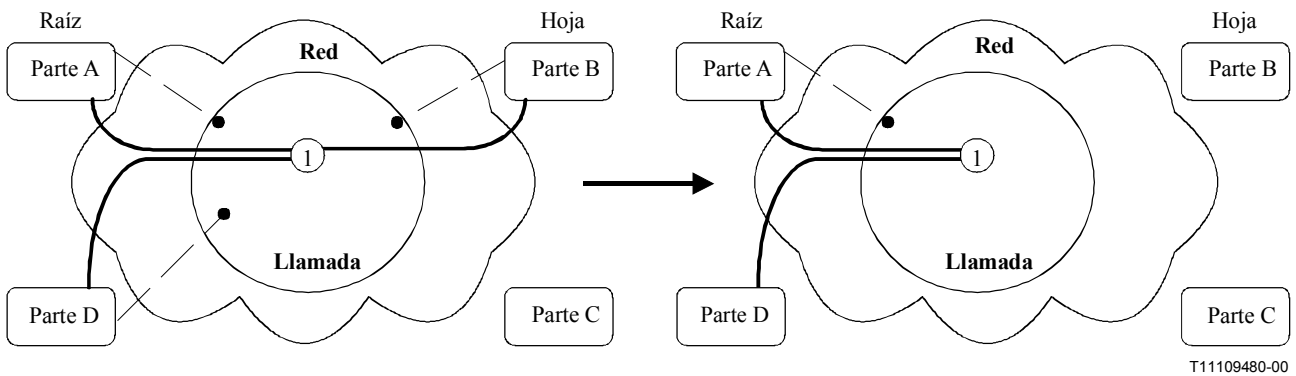 Raíz
Hoja
Raíz
Hoja
Red
Red
Parte A
Parte B
Parte A
Parte B
1
1
Llamada
Llamada
Parte D
Parte C
Parte D
Parte C
T11109480-00